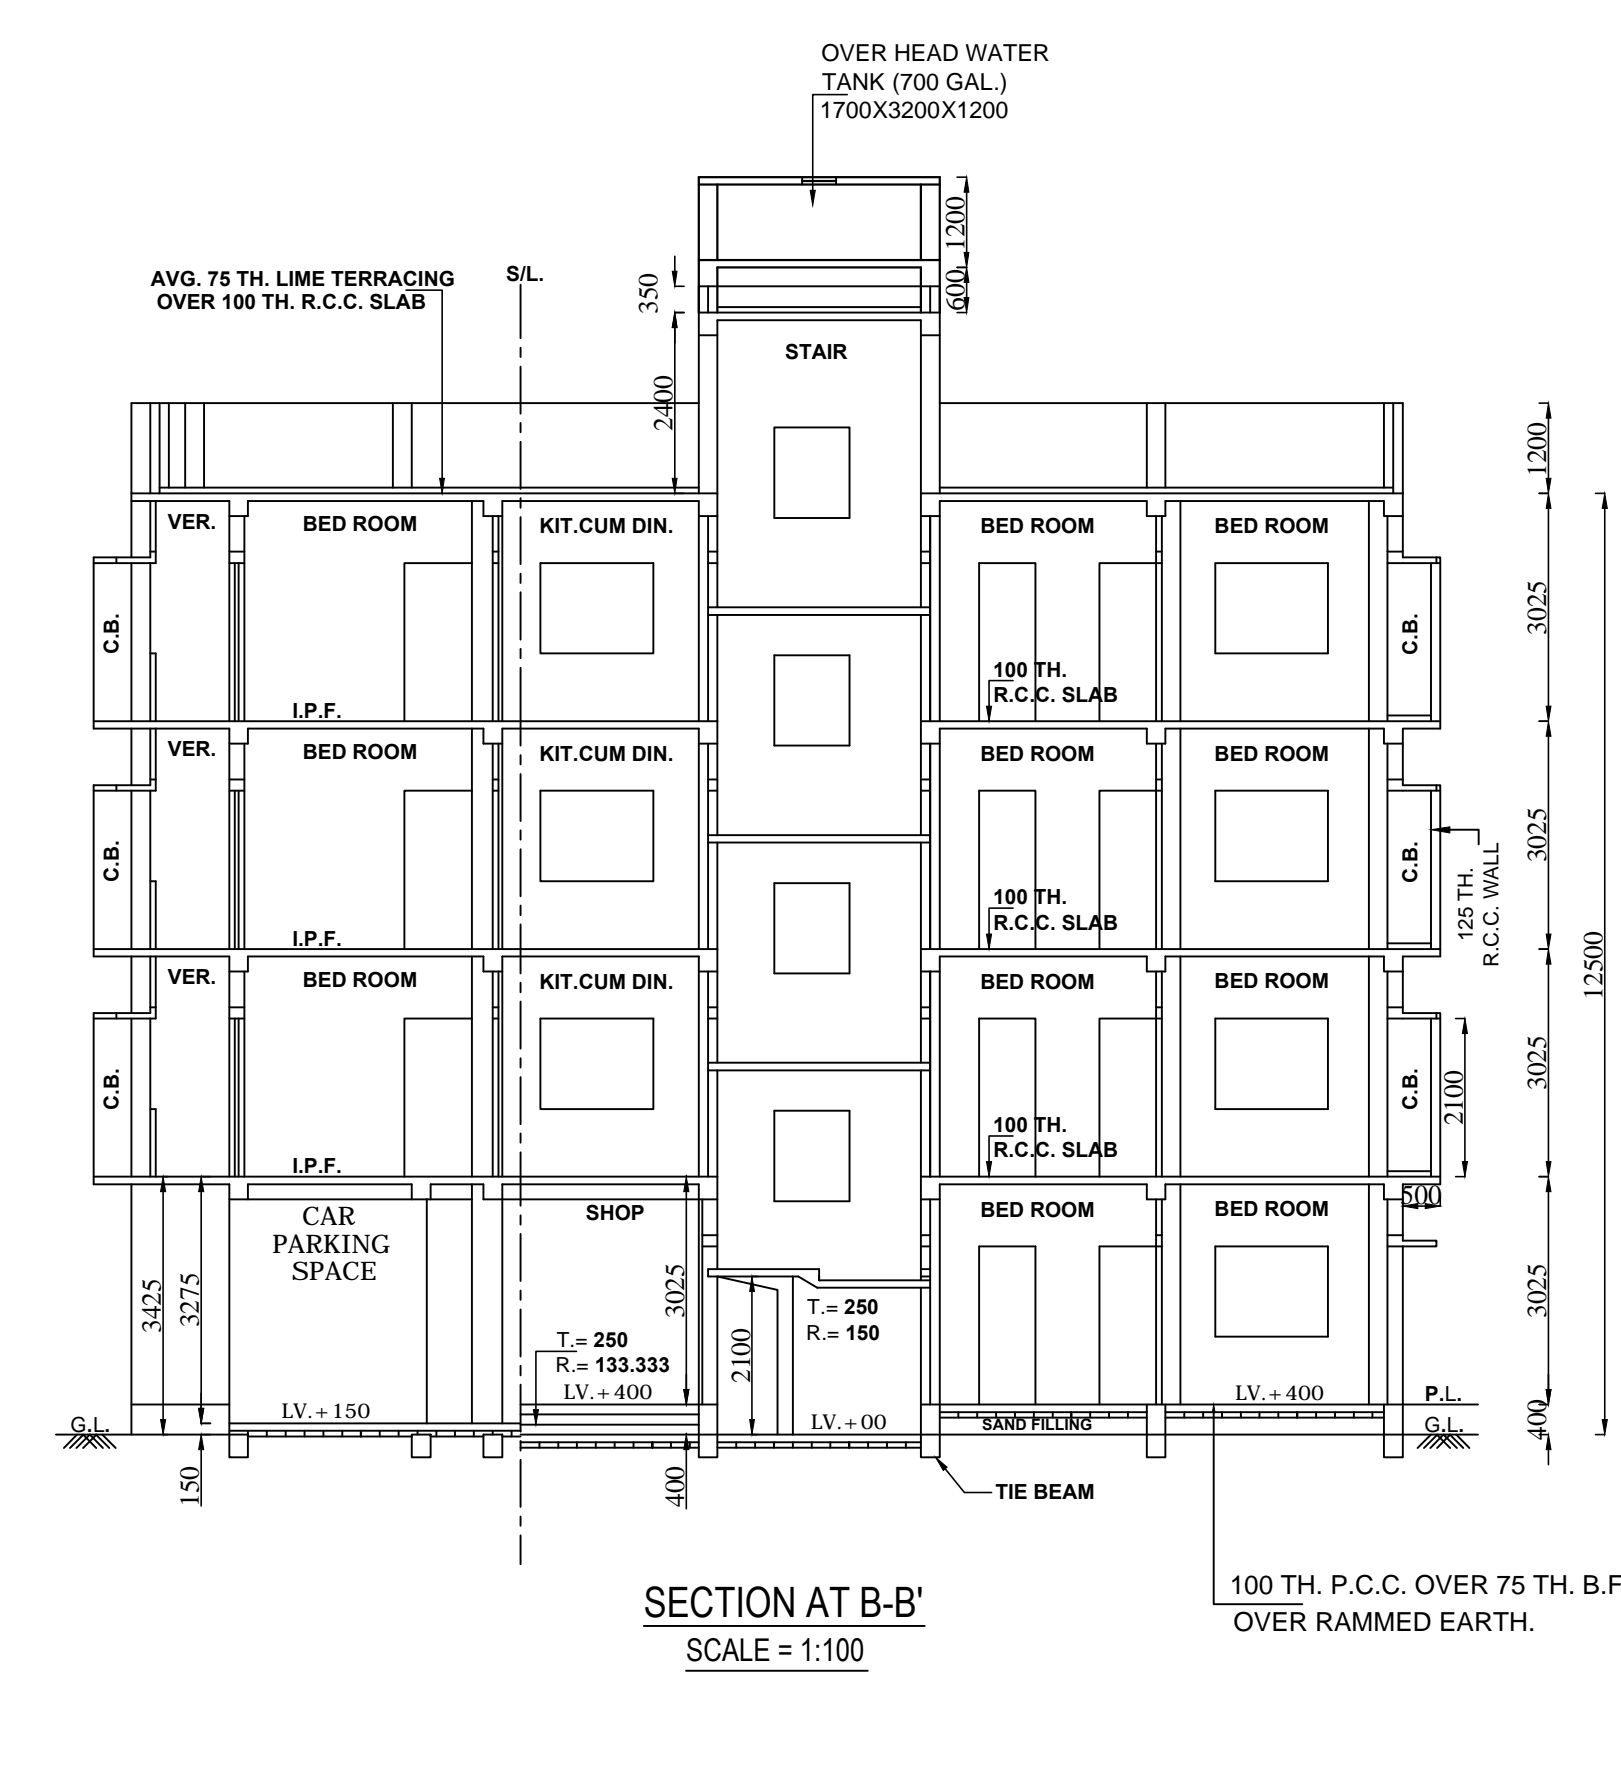 OVER HEAD WATER
TANK (700 GAL.)
1700X3200X1200
1200
600
350
2400
AVG. 75 TH. LIME TERRACING
OVER 100 TH. R.C.C. SLAB
S/L.
STAIR
1200
VER.
BED ROOM
KIT.CUM DIN.
BED ROOM
BED ROOM
C.B.
C.B.
3025
100 TH.
R.C.C. SLAB
I.P.F.
VER.
BED ROOM
KIT.CUM DIN.
BED ROOM
BED ROOM
C.B.
C.B.
3025
125 TH.
R.C.C. WALL
100 TH.
R.C.C. SLAB
I.P.F.
12500
VER.
BED ROOM
KIT.CUM DIN.
BED ROOM
BED ROOM
C.B.
C.B.
2100
3025
100 TH.
R.C.C. SLAB
I.P.F.
500
CAR
PARKING
SPACE
SHOP
BED ROOM
BED ROOM
3425
3275
3025
2100
3025
T.= 250
R.= 150
T.= 250
R.= 133.333
LV.+400
LV.+400
P.L.
LV.+150
LV.+00
SAND FILLING
G.L.
G.L.
400
150
400
TIE BEAM
100 TH. P.C.C. OVER 75 TH. B.F
OVER RAMMED EARTH.
SECTION AT B-B'
SCALE = 1:100